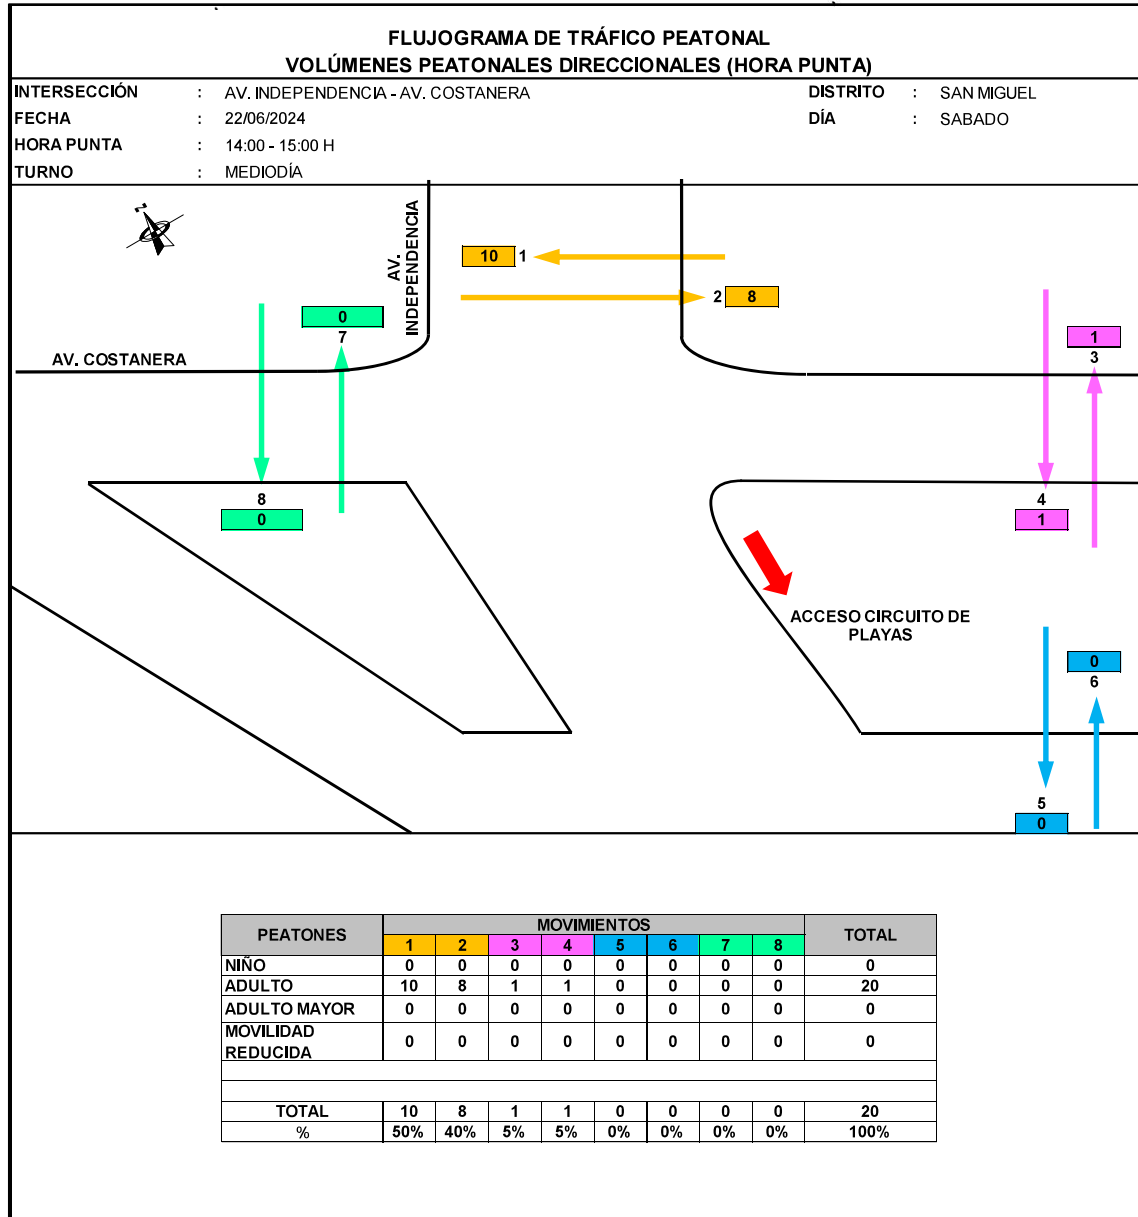 FLUJOGRAMA DE TRÁFICO PEATONAL
VOLÚMENES PEATONALES DIRECCIONALES (HORA PUNTA)
INTERSECCIÓN : AV. INDEPENDENCIA - AV. COSTANERA DISTRITO : SAN MIGUEL
FECHA : 22/06/2024 DÍA : SABADO
HORA PUNTA : 14:00 - 15:00 H
TURNO : MEDIODÍA
AV. INDEPENDENCIA
10 1
2 8
0
7
1
3
AV. COSTANERA
8
0
4
1
ACCESO CIRCUITO DE
PLAYAS
0
6
5
0
PEATONES MOVIMIENTOS TOTAL
1 2 3 4 5 6 7 8
NIÑO 0 0 0 0 0 0 0 0 0
ADULTO 10 8 1 1 0 0 0 0 20
ADULTO MAYOR 0 0 0 0 0 0 0 0 0
MOVILIDAD
REDUCIDA 0 0 0 0 0 0 0 0 0
TOTAL 10 8 1 1 0 0 0 0 20
% 50% 40% 5% 5% 0% 0% 0% 0% 100%